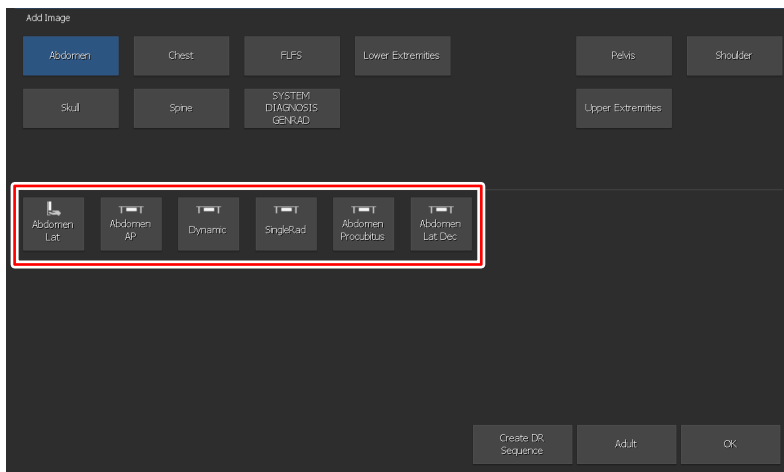 Add Image
Abdomen
Chest
FLFS
Lower Extremities
Pelvis
Shoulder
Skull
Spine
SYSTEM
DIAGNOSIS
GENRAD
Upper Extremities
Abdomen
Lat
Abdomen
AP
Dynamic
SingleRad
Abdomen
Procubitus
Abdomen
Lat Dec
Create DR
Sequence
Adult
OK